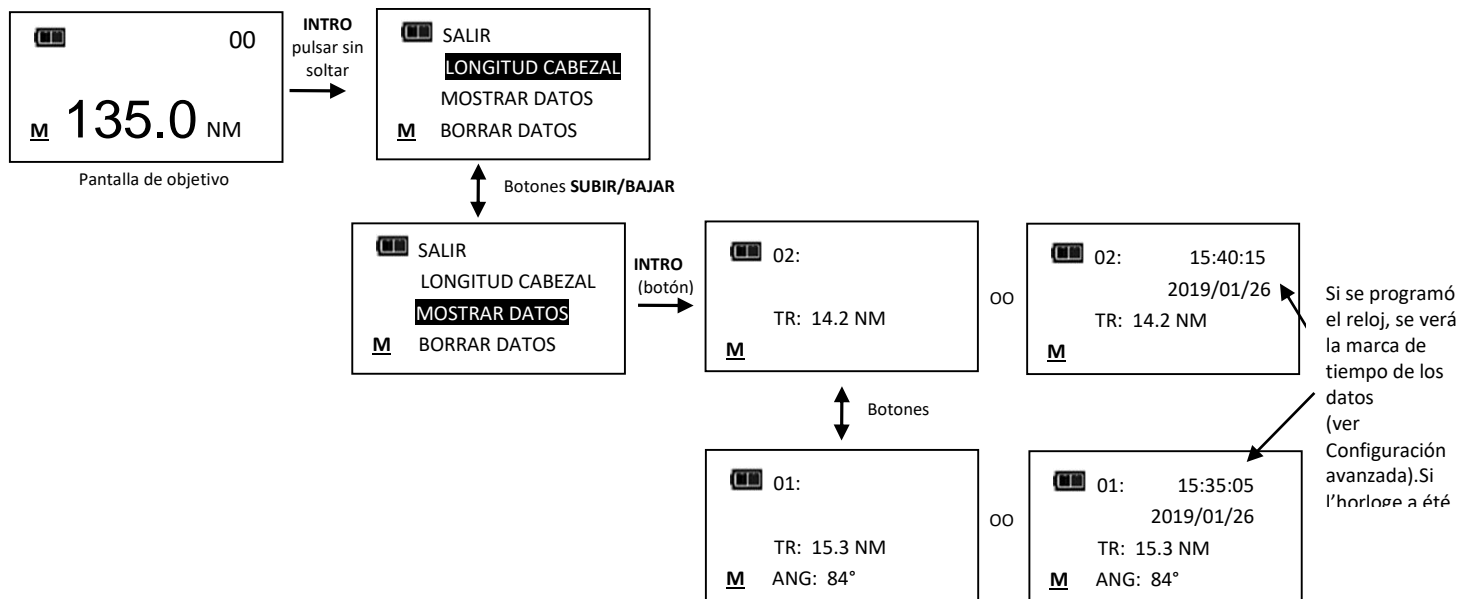 00
M 135.0 NM
Pantalla de objetivo
INTRO
pulsar sin
soltar
SALIR
LONGITUD CABEZAL
MOSTRAR DATOS
M BORRAR DATOS
Botones SUBIR/BAJAR
SALIR
LONGITUD CABEZAL
MOSTRAR DATOS
M BORRAR DATOS
INTRO
(botón)
02:
TR: 14.2 NM
M
OO
02: 15:40:15
2019/01/26
TR: 14.2 NM
M
Si se programó
el reloj, se verá
la marca de
tiempo de los
datos
(ver
Configuración
avanzada).Si
l’horloge a été
Botones
01:
TR: 15.3 NM
M ANG: 84°
OO
01: 15:35:05
2019/01/26
TR: 15.3 NM
M ANG: 84°